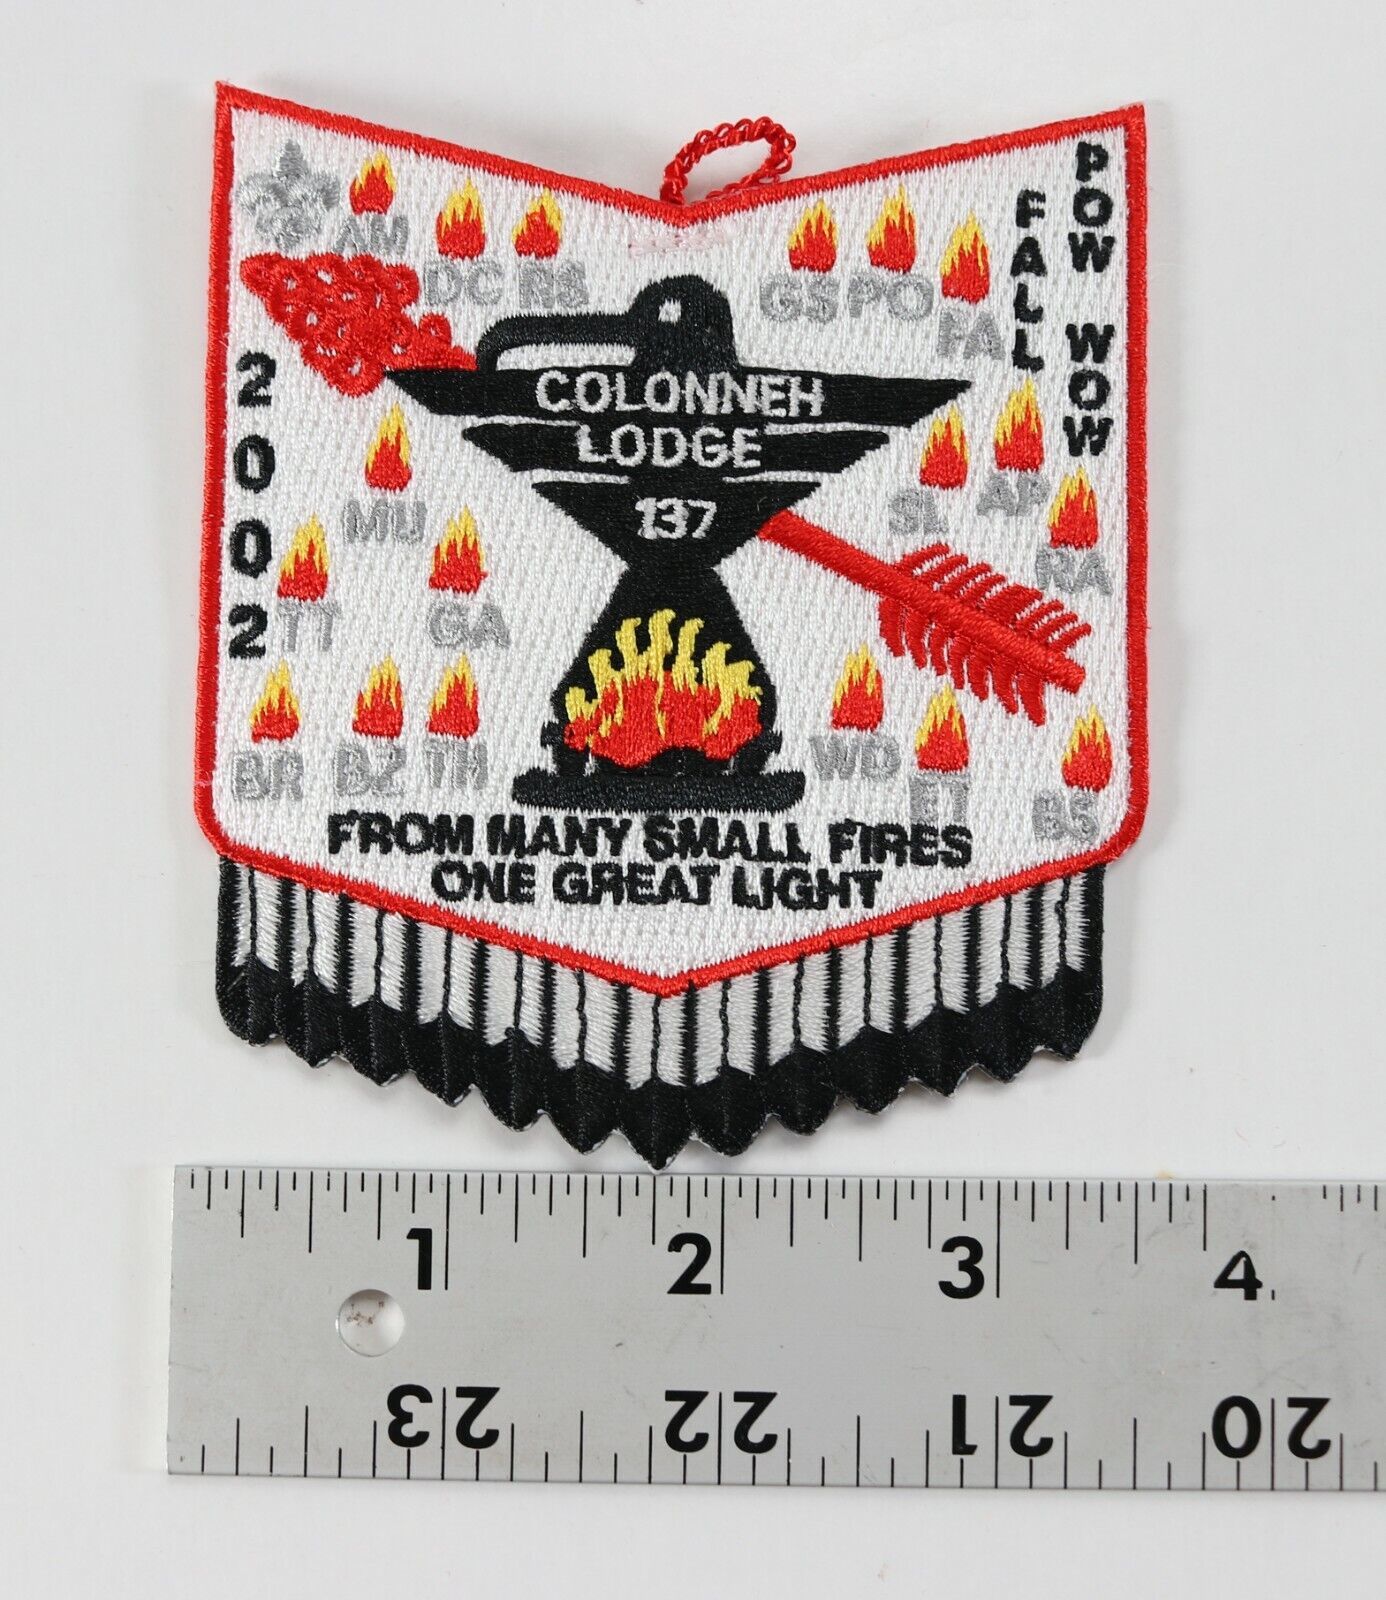 AM
DC
NS
GS
PO
PA
FALL
POW WOW
2002
COLONNEH
LODGE
137
MU
SL
AP
RA
TT
GA
BR
BZ
TH
WD
ET
BS
FROM MANY SMALL FIRES
ONE GREAT LIGHT
1 2 3 4
23 22 21 20